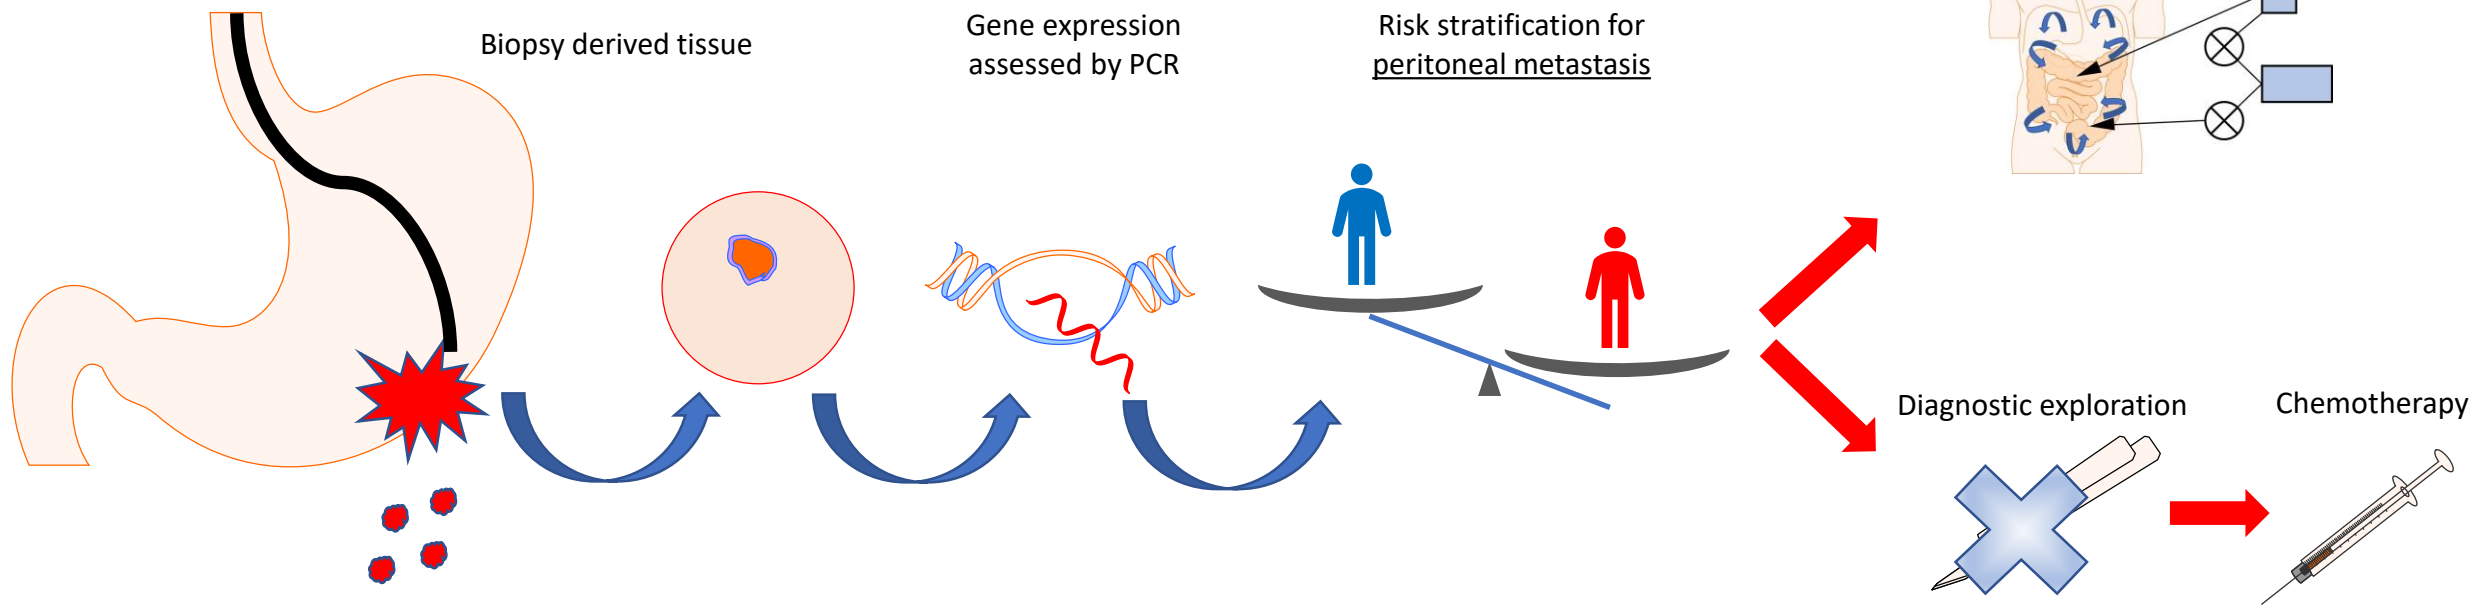 Biopsy derived tissue
Gene expression
assessed by PCR
Risk stratification for
peritoneal metastasis
Diagnostic exploration
Chemotherapy